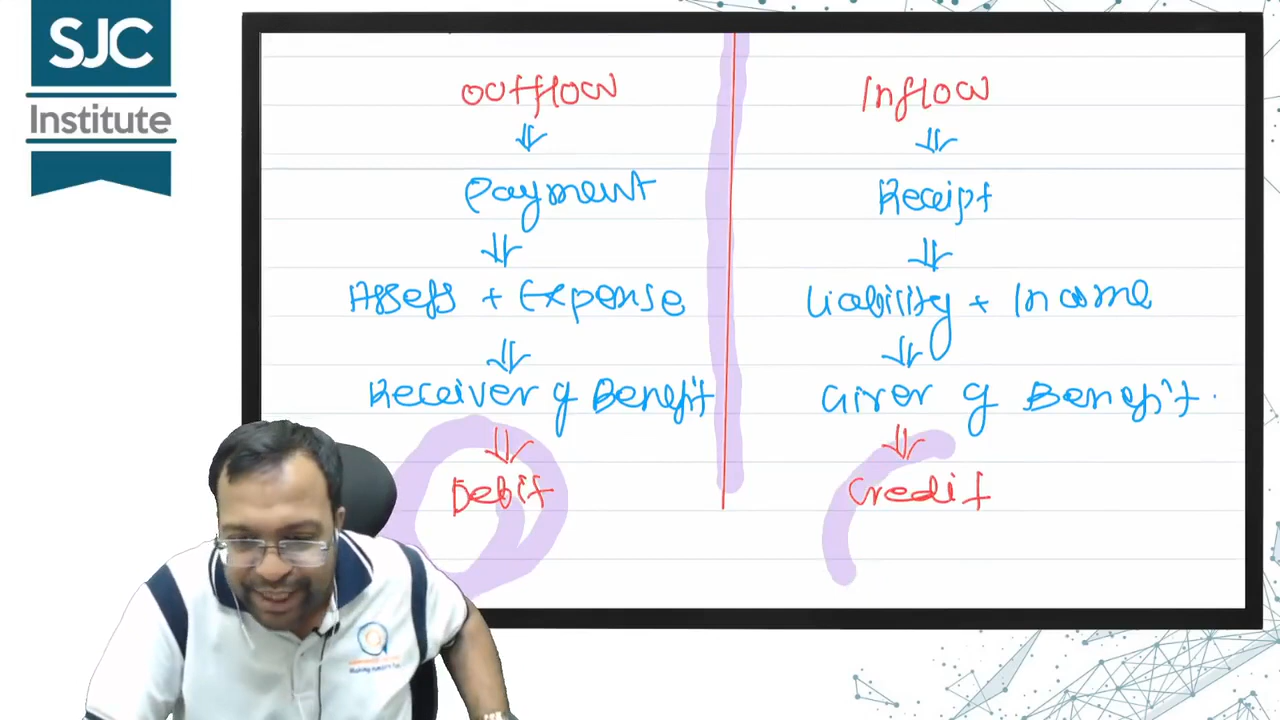 SJC
Institute
Outflow
Payment
Assets + Expense
Receiver of Benefit
Debit
Inflow
Receipt
Liability + Income
Giver of Benefit.
Credit